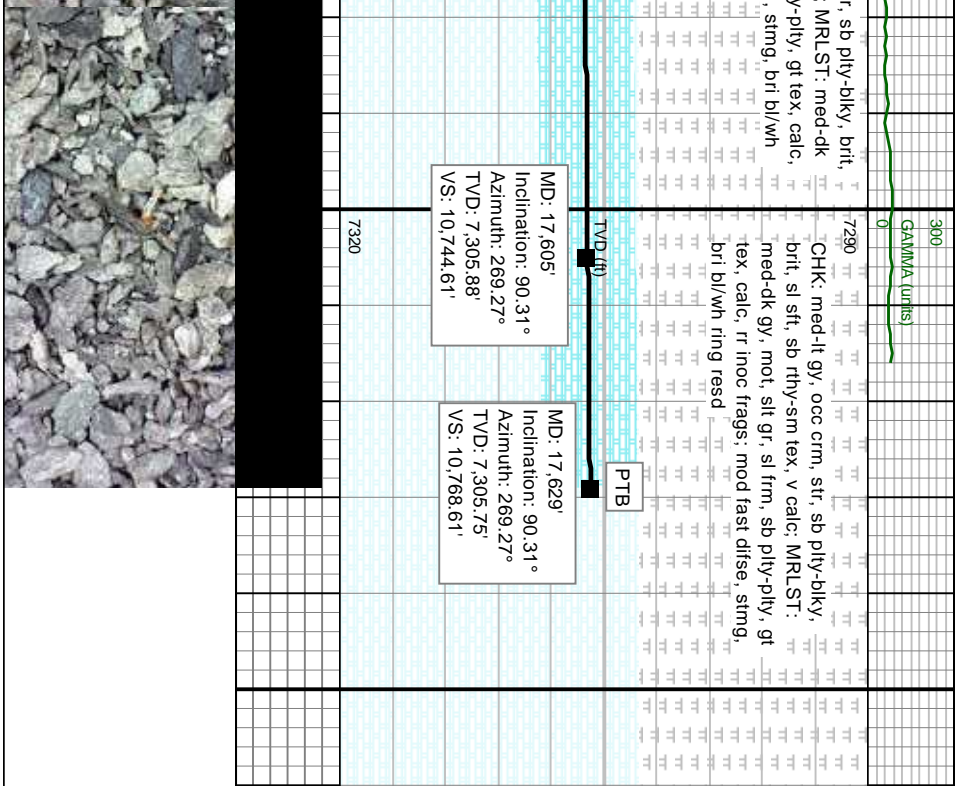 300
GAMMA (units)
0
r, sb plty-blky, brit,
; MRLST: med-dk
y-plty, gt tex, calc,
, stmg, bri bl/wh
7290
CHK: med-lt gy, occ crm, str, sb plty-blky,
brit, sl sft, sb rthy-sm tex, v calc; MRLST:
med-dk gy, mot, slt gr, sl frm, sb plty-plty, gt
tex, calc, rr inoc frags; mod fast difse, stmg,
bri bl/wh ring resd
TVD (ft)
PTB
MD: 17,605'
Inclination: 90.31°
Azimuth: 269.27°
TVD: 7,305.88'
VS: 10,744.61'
MD: 17,629'
Inclination: 90.31°
Azimuth: 269.27°
TVD: 7,305.75'
VS: 10,768.61'
7320